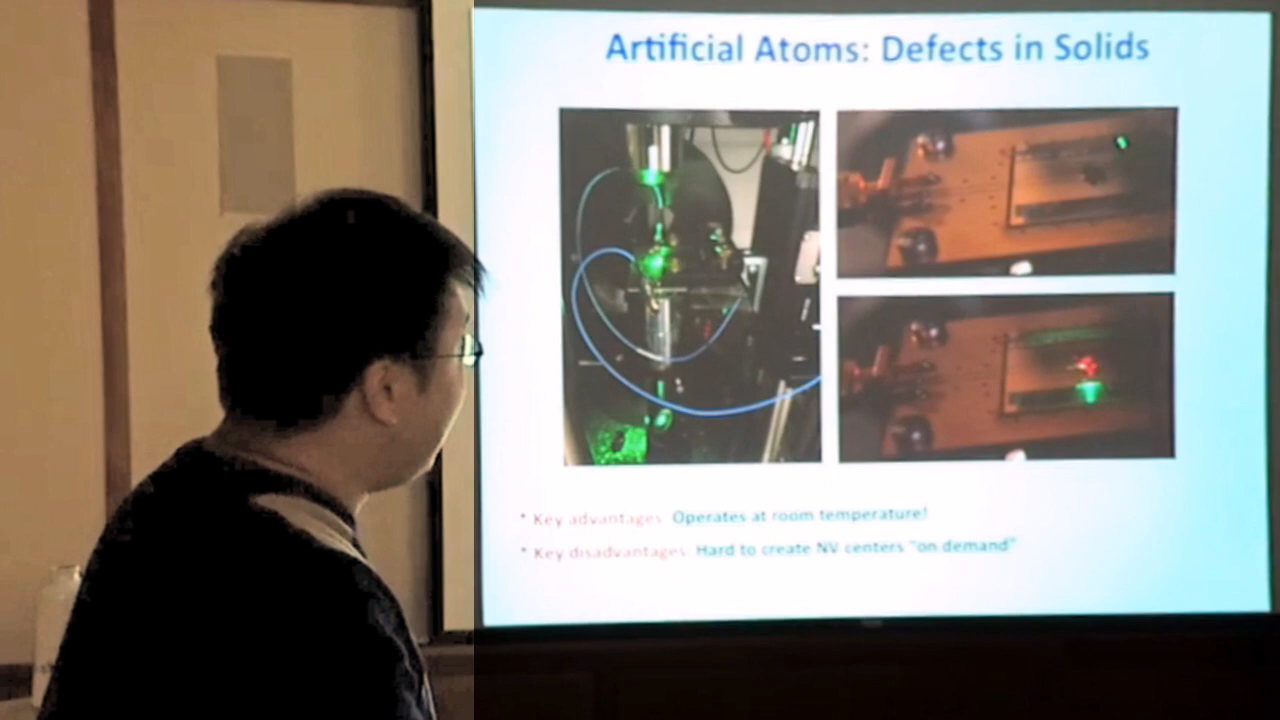 Artificial Atoms: Defects in Solids
* Key advantages: Operates at room temperature!
* Key disadvantages: Hard to create NV centers "on demand"